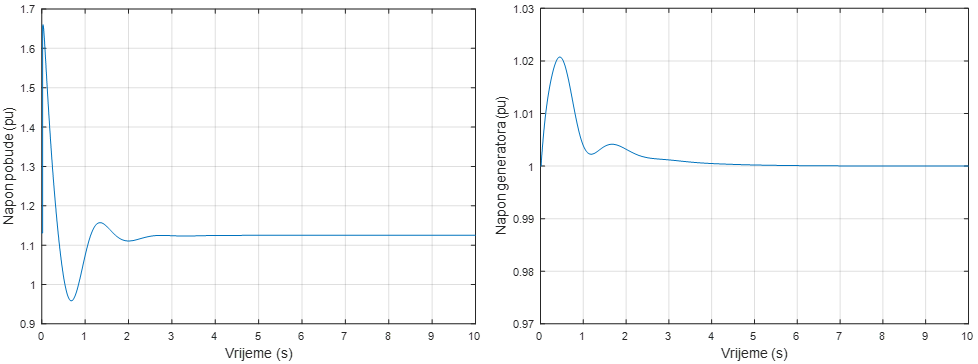 1.7
1.6
1.5
1.4
1.3
1.2
1.1
1
0.9
Napon pobude (pu)
0 1 2 3 4 5 6 7 8 9 10
Vrijeme (s)
1.03
1.02
1.01
1
0.99
0.98
0.97
Napon generatora (pu)
0 1 2 3 4 5 6 7 8 9 10
Vrijeme (s)